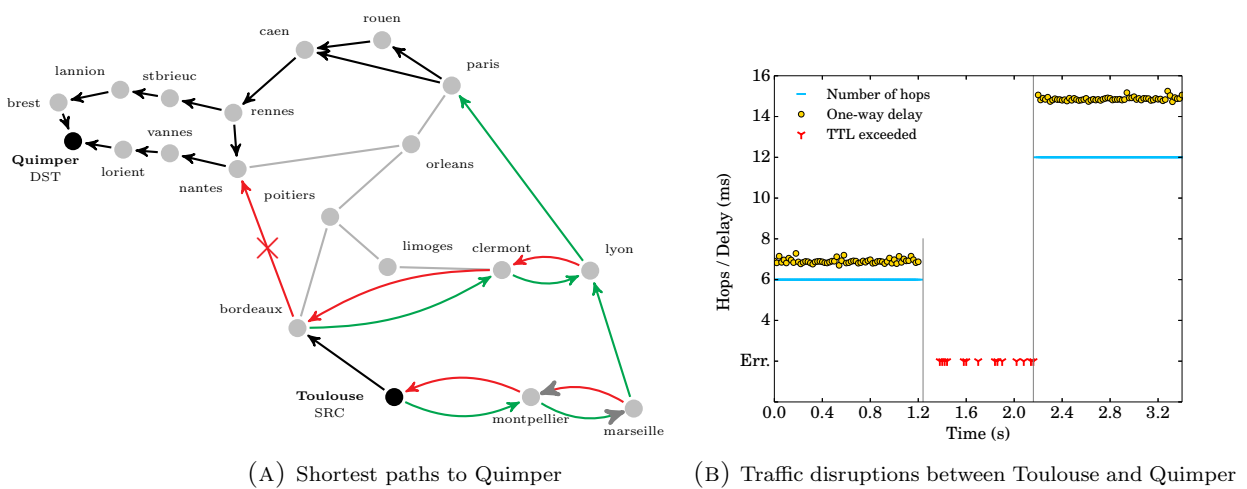 rouen
caen
paris
lannion
stbrieuc
brest
rennes
vannes
Quimper
DST
lorient
nantes
orleans
poitiers
limoges
clermont
lyon
bordeaux
Toulouse
SRC
montpellier
marseille
(A) Shortest paths to Quimper
16
14
12
10
8
6
4
Err.
Hops / Delay (ms)
Number of hops
One-way delay
TTL exceeded
0.0 0.4 0.8 1.2 1.6 2.0 2.4 2.8 3.2
Time (s)
(B) Traffic disruptions between Toulouse and Quimper